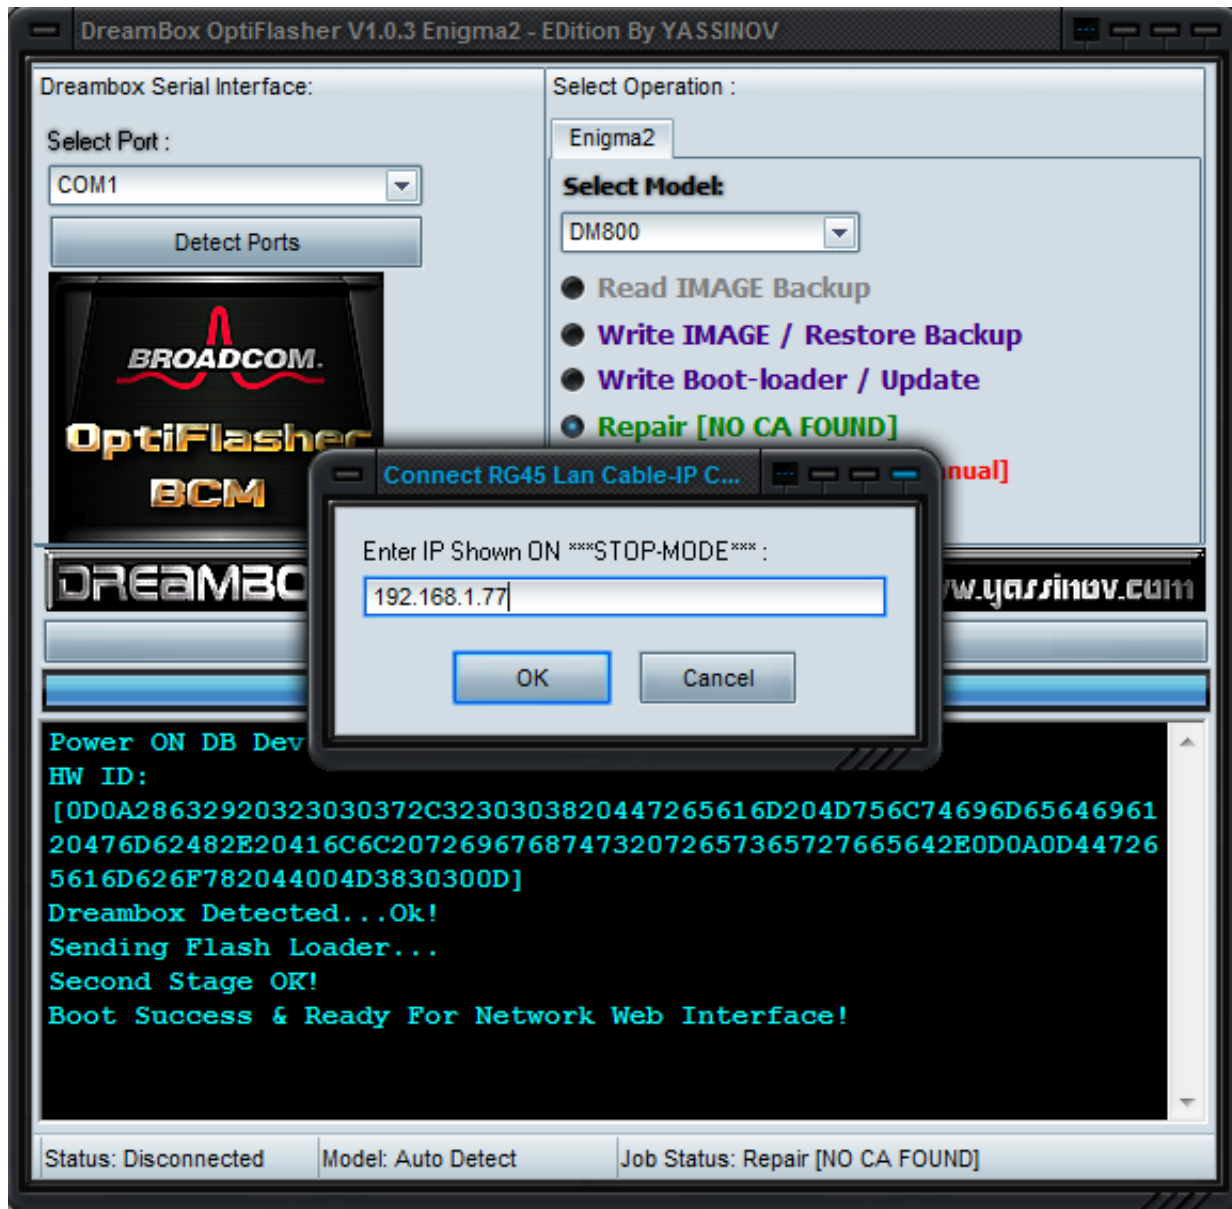 DreamBox OptiFlasher V1.0.3 Enigma2 - EDition By YASSINOV
Dreambox Serial Interface:
Select Port :
COM1
Detect Ports
BROADCOM.
OptiFlasher
BCM
Select Operation :
Enigma2
Select Model:
DM800
Read IMAGE Backup
Write IMAGE / Restore Backup
Write Boot-loader / Update
Repair [NO CA FOUND]
nual]
Connect RG45 Lan Cable-IP C...
Enter IP Shown ON ***STOP-MODE*** :
192.168.1.77
OK
Cancel
DREAMBO
w.yassinov.com
Power ON DB Dev
HW ID:
[0D0A28632920323030372C3230303820447265616D204D756C74696D65646961
20476D62482E20416C6C20726967687473207265736572766564​2E0D0A0D44726
5616D626F782044004D3830300D]
Dreambox Detected...Ok!
Sending Flash Loader...
Second Stage OK!
Boot Success & Ready For Network Web Interface!
Status: Disconnected
Model: Auto Detect
Job Status: Repair [NO CA FOUND]